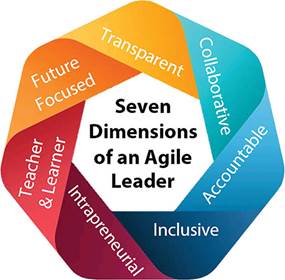 Seven
Dimensions
of an Agile
Leader
Transparent
Collaborative
Accountable
Inclusive
Intrapreneurial
Teacher
& Learner
Future
Focused